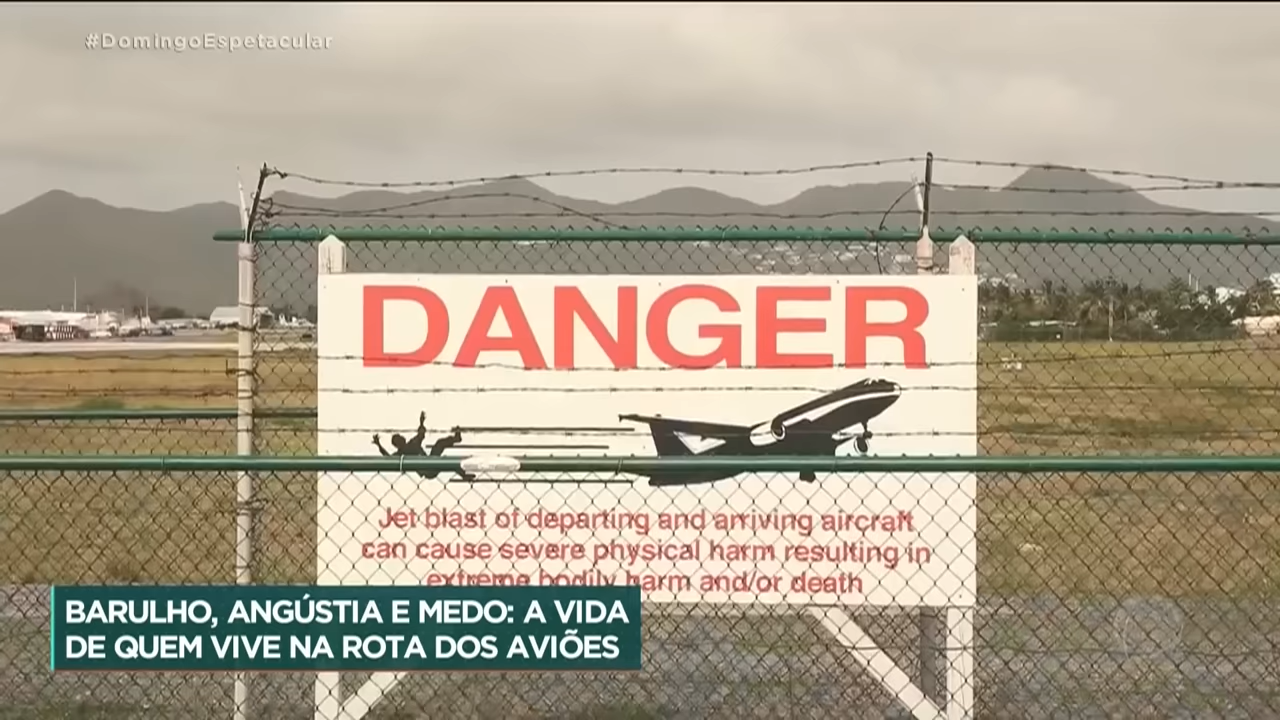 #DomingoEspetacular
DANGER
Jet blast of departing and arriving aircraft
can cause severe physical harm resulting in
extreme bodily harm and/or death
BARULHO, ANGÚSTIA E MEDO: A VIDA
DE QUEM VIVE NA ROTA DOS AVIÕES